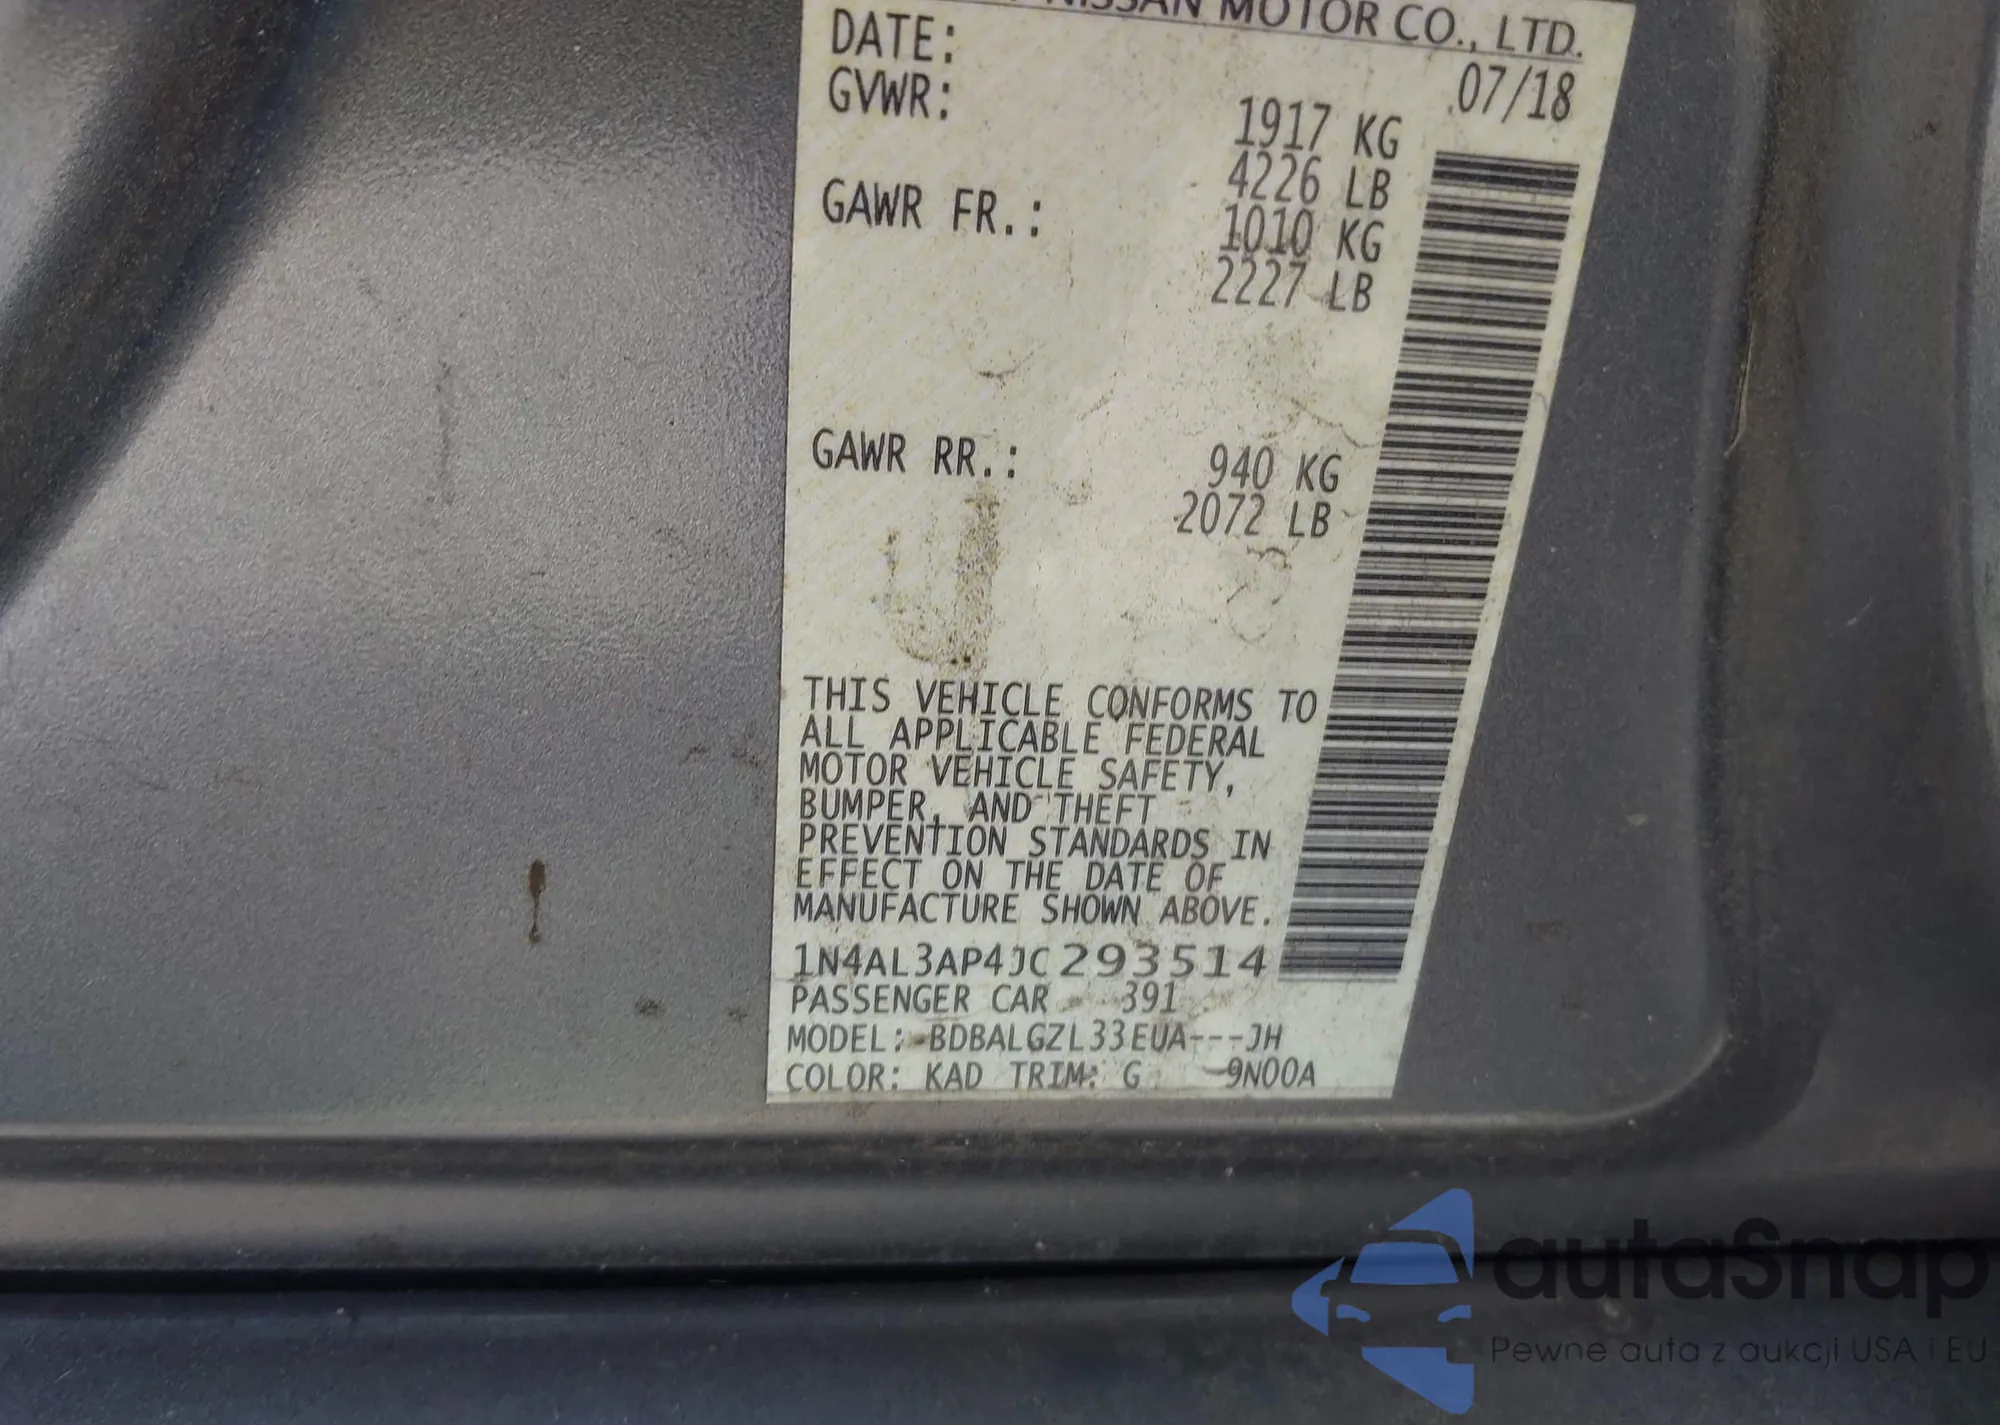 NISSAN MOTOR CO., LTD.
DATE: 07/18
GVWR: 1917 KG
4226 LB
GAWR FR.: 1010 KG
2227 LB
GAWR RR.: 940 KG
2072 LB
THIS VEHICLE CONFORMS TO
ALL APPLICABLE FEDERAL
MOTOR VEHICLE SAFETY,
BUMPER, AND THEFT
PREVENTION STANDARDS IN
EFFECT ON THE DATE OF
MANUFACTURE SHOWN ABOVE.
1N4AL3AP4JC293514
PASSENGER CAR 391
MODEL: BDBALGZL33EUA---JH
COLOR: KAD TRIM: G 9N00A
autaSnap
Pewne auta z aukcji USA i EU